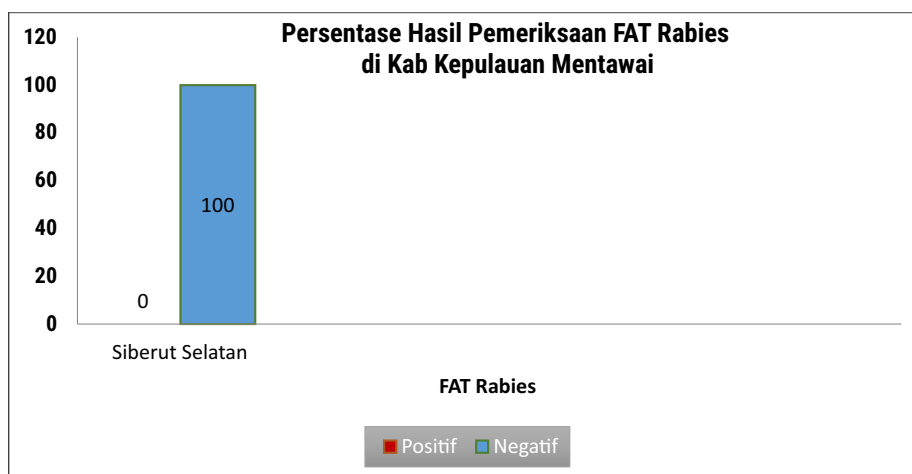 Persentase Hasil Pemeriksaan FAT Rabies
di Kab Kepulauan Mentawai
120
100
80
60
40
20
0
100
0
Siberut Selatan
FAT Rabies
Positif Negatif